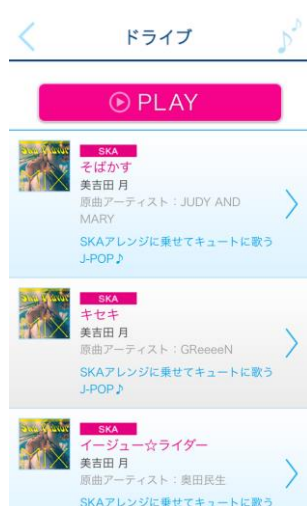 ドライブ
PLAY
SKA
そばかす
美吉田 月
原曲アーティスト：JUDY AND
MARY
SKAアレンジに乗せてキュートに歌う
J-POP♪
SKA
キセキ
美吉田 月
原曲アーティスト：GReeeeN
SKAアレンジに乗せてキュートに歌う
J-POP♪
SKA
イージュー☆ライダー
美吉田 月
原曲アーティスト：奥田民生
SKAアレンジに乗せてキュートに歌う